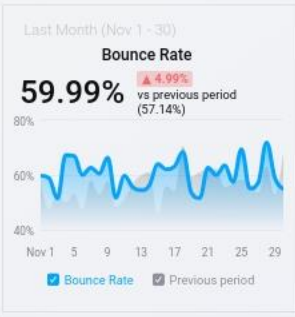 Last Month (Nov 1 - 30)
Bounce Rate
59.99%
▲ 4.99%
vs previous period
(57.14%)
80%
60%
40%
Nov 1 5 9 13 17 21 25 29
Bounce Rate Previous period